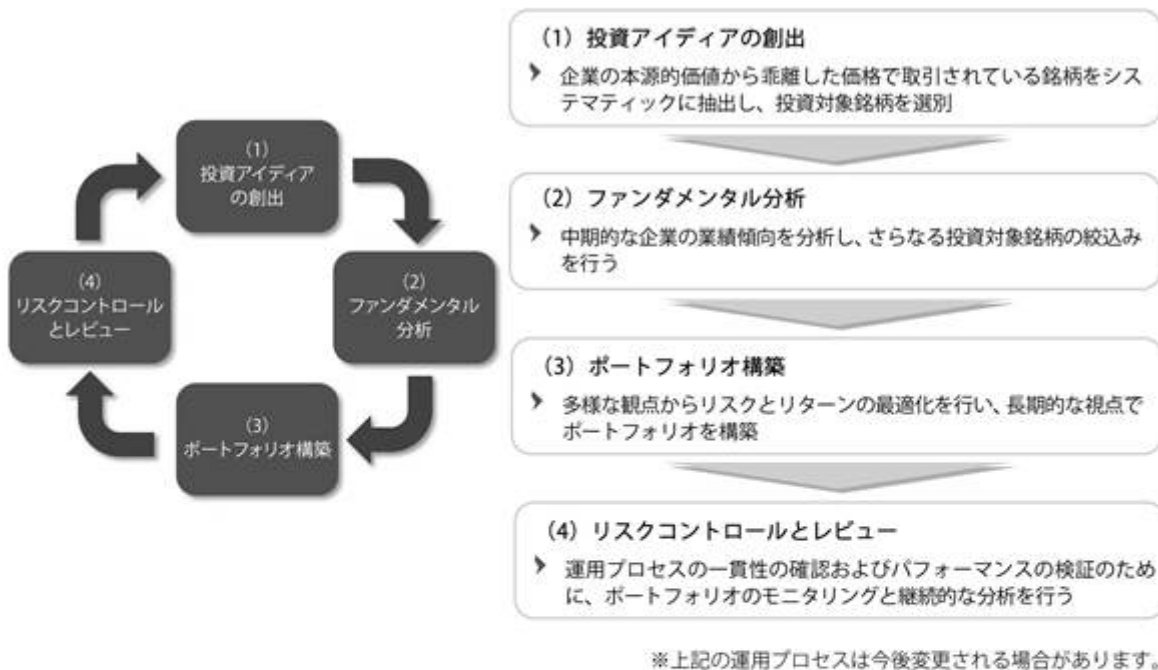 (1)
投資アイディア
の創出
(2)
ファンダメンタル
分析
(3)
ポートフォリオ構築
(4)
リスクコントロール
とレビュー
(1) 投資アイディアの創出
企業の本源的価値から乖離した価格で取引されている銘柄をシス
テマティックに抽出し、投資対象銘柄を選別
(2) ファンダメンタル分析
中期的な企業の業績傾向を分析し、さらなる投資対象銘柄の絞込み
を行う
(3) ポートフォリオ構築
多様な観点からリスクとリターンの最適化を行い、長期的な視点で
ポートフォリオを構築
(4) リスクコントロールとレビュー
運用プロセスの一貫性の確認およびパフォーマンスの検証のため
に、ポートフォリオのモニタリングと継続的な分析を行う
※上記の運用プロセスは今後変更される場合があります。